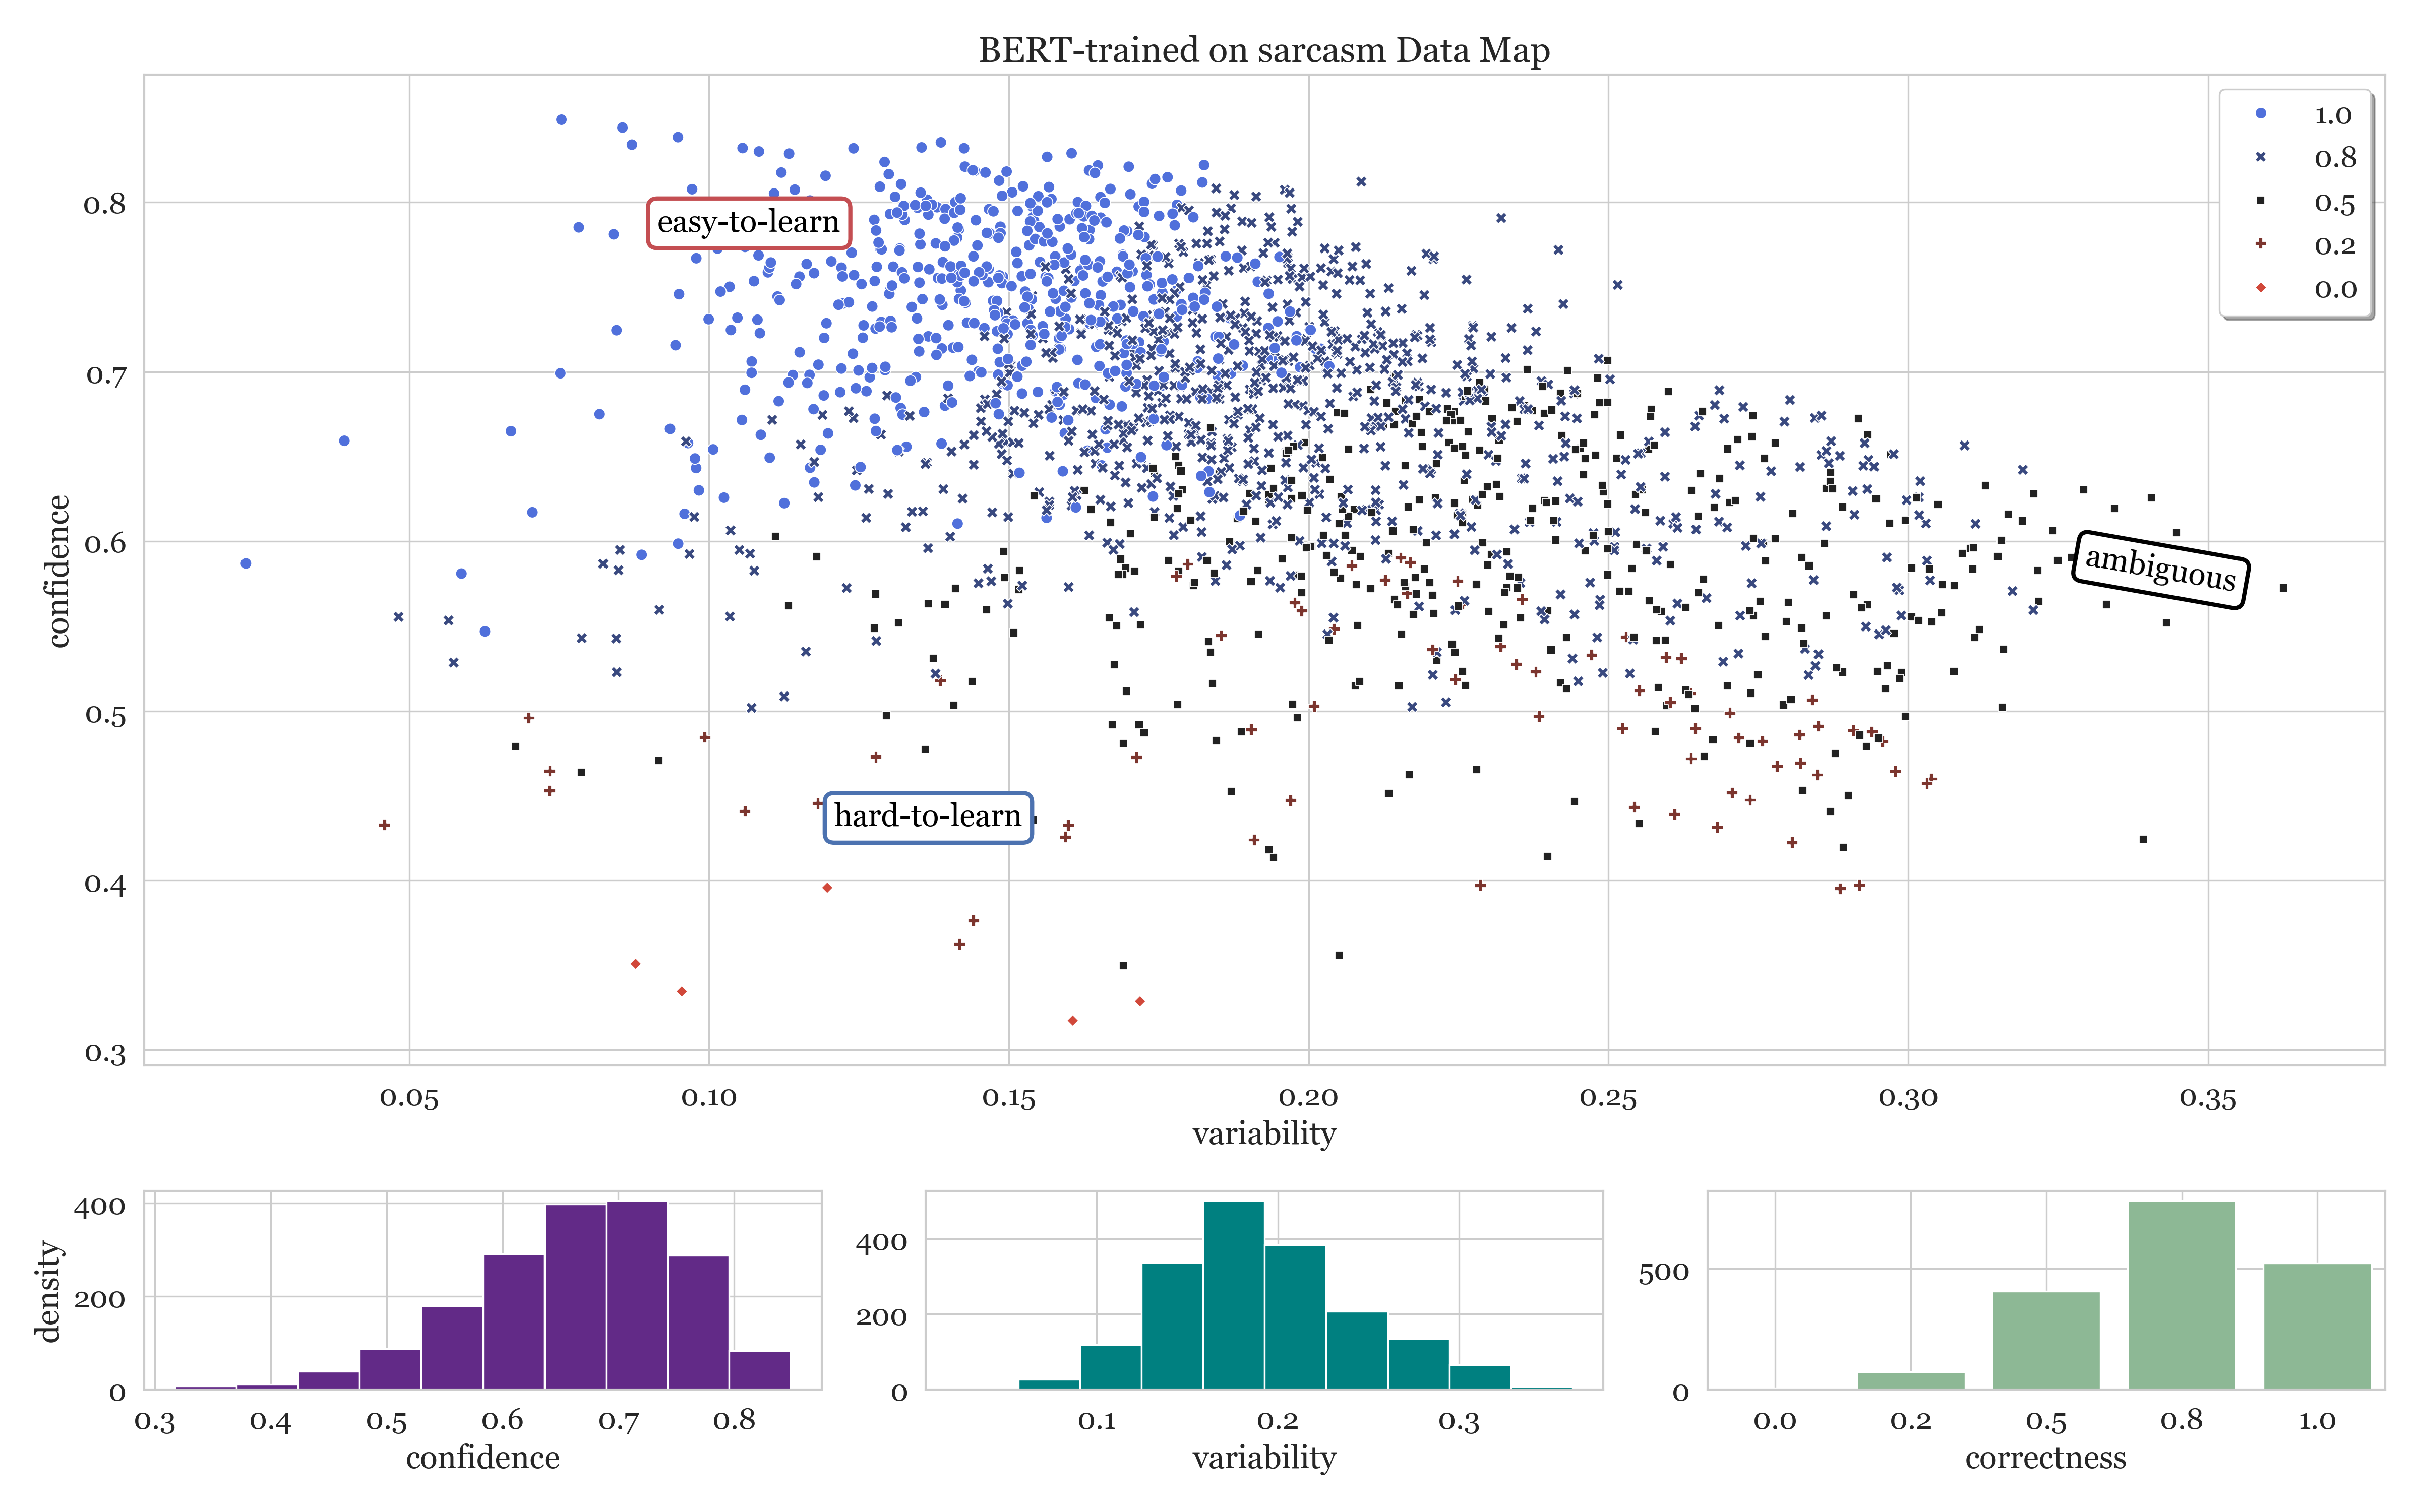 BERT-trained on sarcasm Data Map
1.0
0.8
0.5
0.2
0.0
easy-to-learn
ambiguous
hard-to-learn
confidence
0.8
0.7
0.6
0.5
0.4
0.3
0.05 0.10 0.15 0.20 0.25 0.30 0.35
variability
density
400
200
0
0.3 0.4 0.5 0.6 0.7 0.8
confidence
400
200
0
0.1 0.2 0.3
variability
500
0
0.0 0.2 0.5 0.8 1.0
correctness